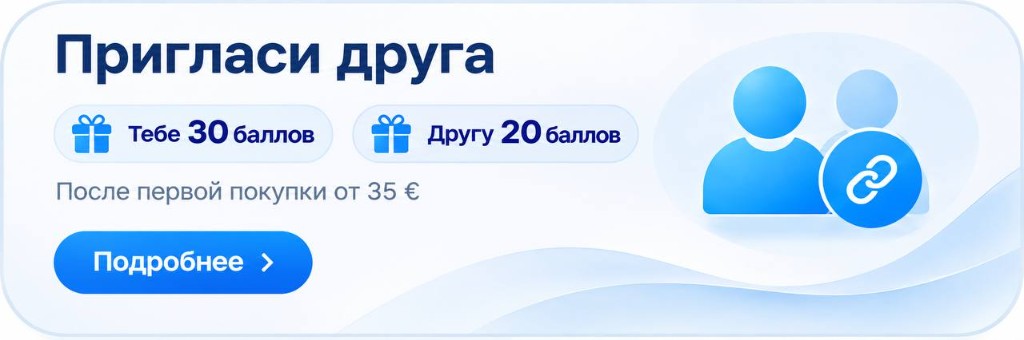 Пригласи друга
Тебе 30 баллов
Другу 20 баллов
После первой покупки от 35 €
Подробнее